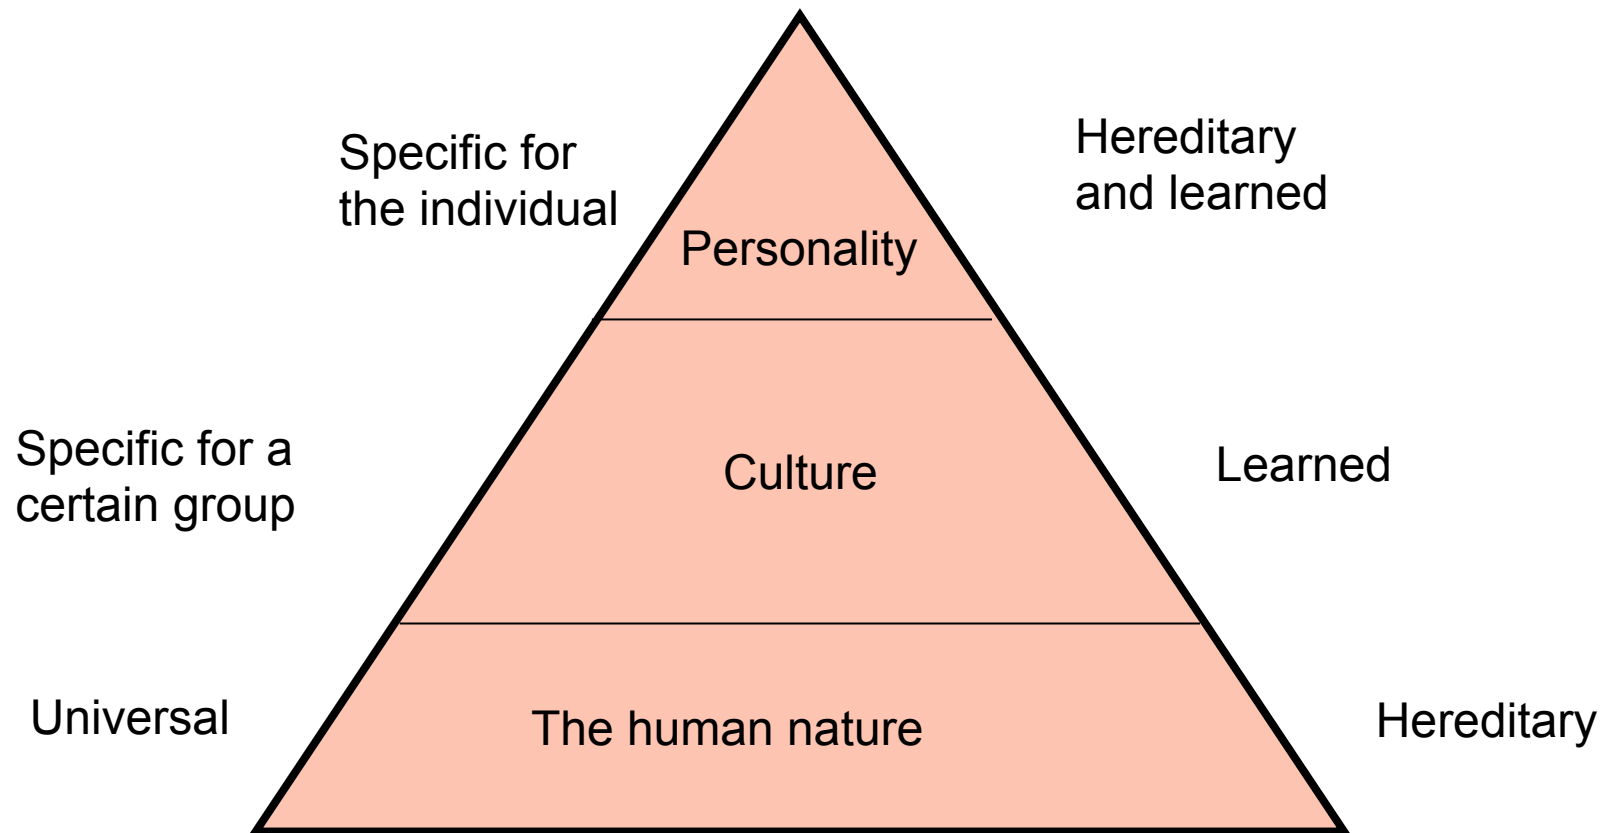 Specific for
the individual
Personality
Hereditary
and learned
Specific for a
certain group
Culture
Learned
Universal
The human nature
Hereditary